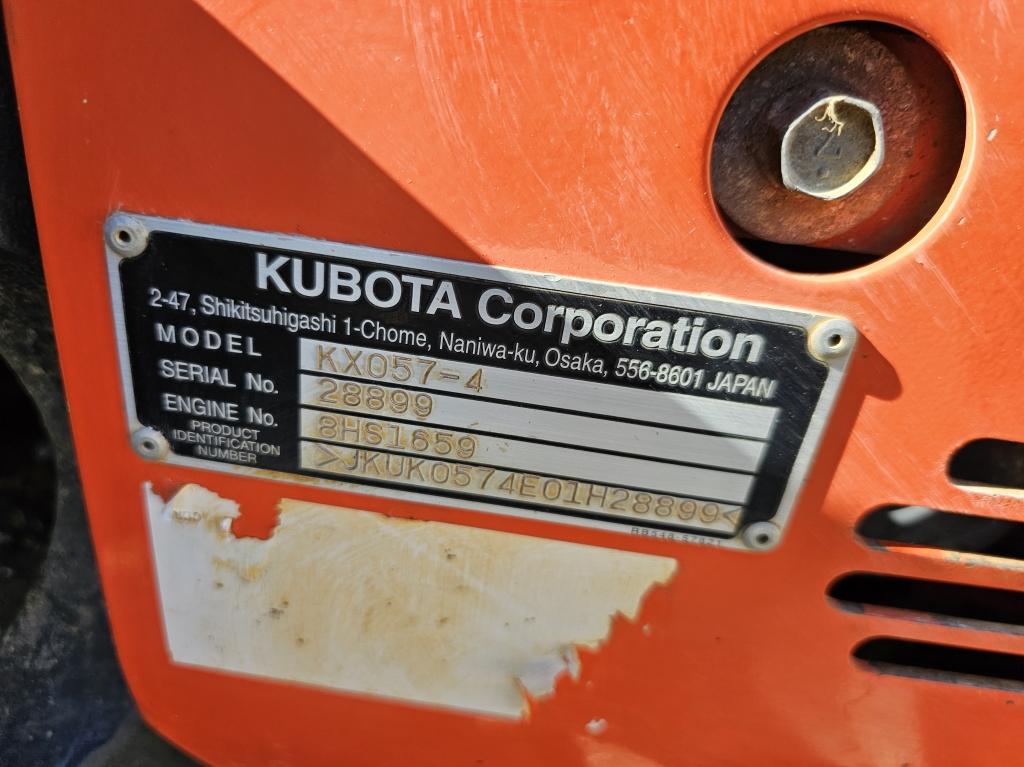 KUBOTA Corporation
2-47, Shikitsuhigashi 1-Chome, Naniwa-ku, Osaka, 556-8601 JAPAN
MODEL KX057-4
SERIAL No. 28899
ENGINE No. 8HS1659
PRODUCT IDENTIFICATION NUMBER >JKUK0574E01H28899<
7